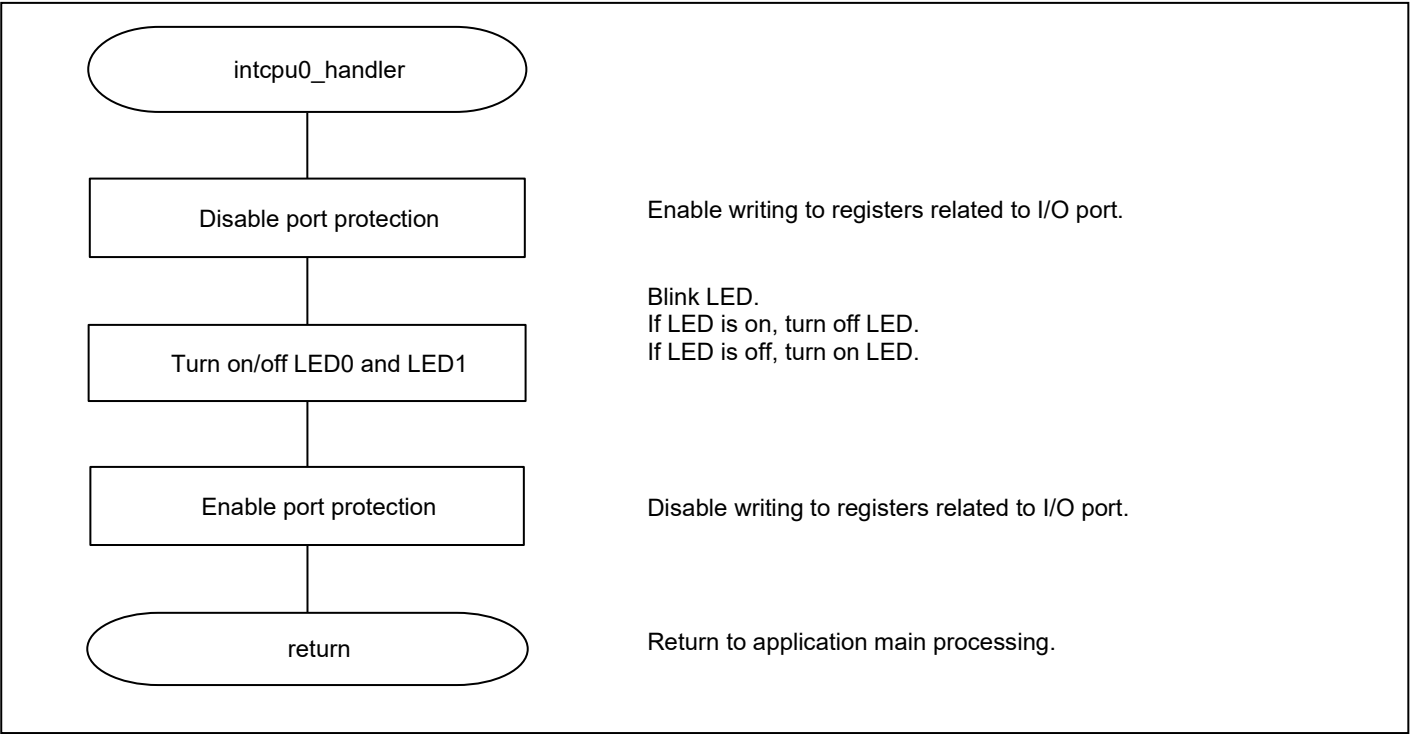 intcpu0_handler
Disable port protection
Enable writing to registers related to I/O port.
Blink LED.
If LED is on, turn off LED.
If LED is off, turn on LED.
Turn on/off LED0 and LED1
Enable port protection
Disable writing to registers related to I/O port.
return
Return to application main processing.